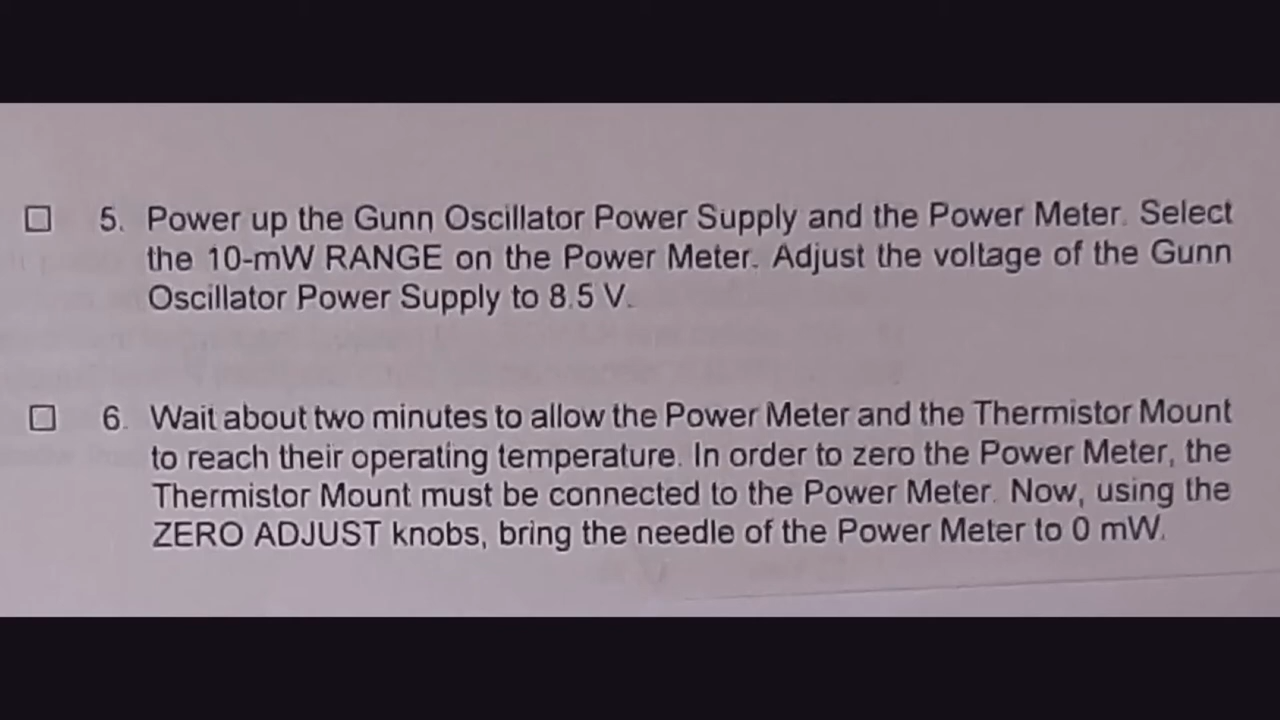 ☐ 5. Power up the Gunn Oscillator Power Supply and the Power Meter. Select
the 10-mW RANGE on the Power Meter. Adjust the voltage of the Gunn
Oscillator Power Supply to 8.5 V.
☐ 6. Wait about two minutes to allow the Power Meter and the Thermistor Mount
to reach their operating temperature. In order to zero the Power Meter, the
Thermistor Mount must be connected to the Power Meter. Now, using the
ZERO ADJUST knobs, bring the needle of the Power Meter to 0 mW.